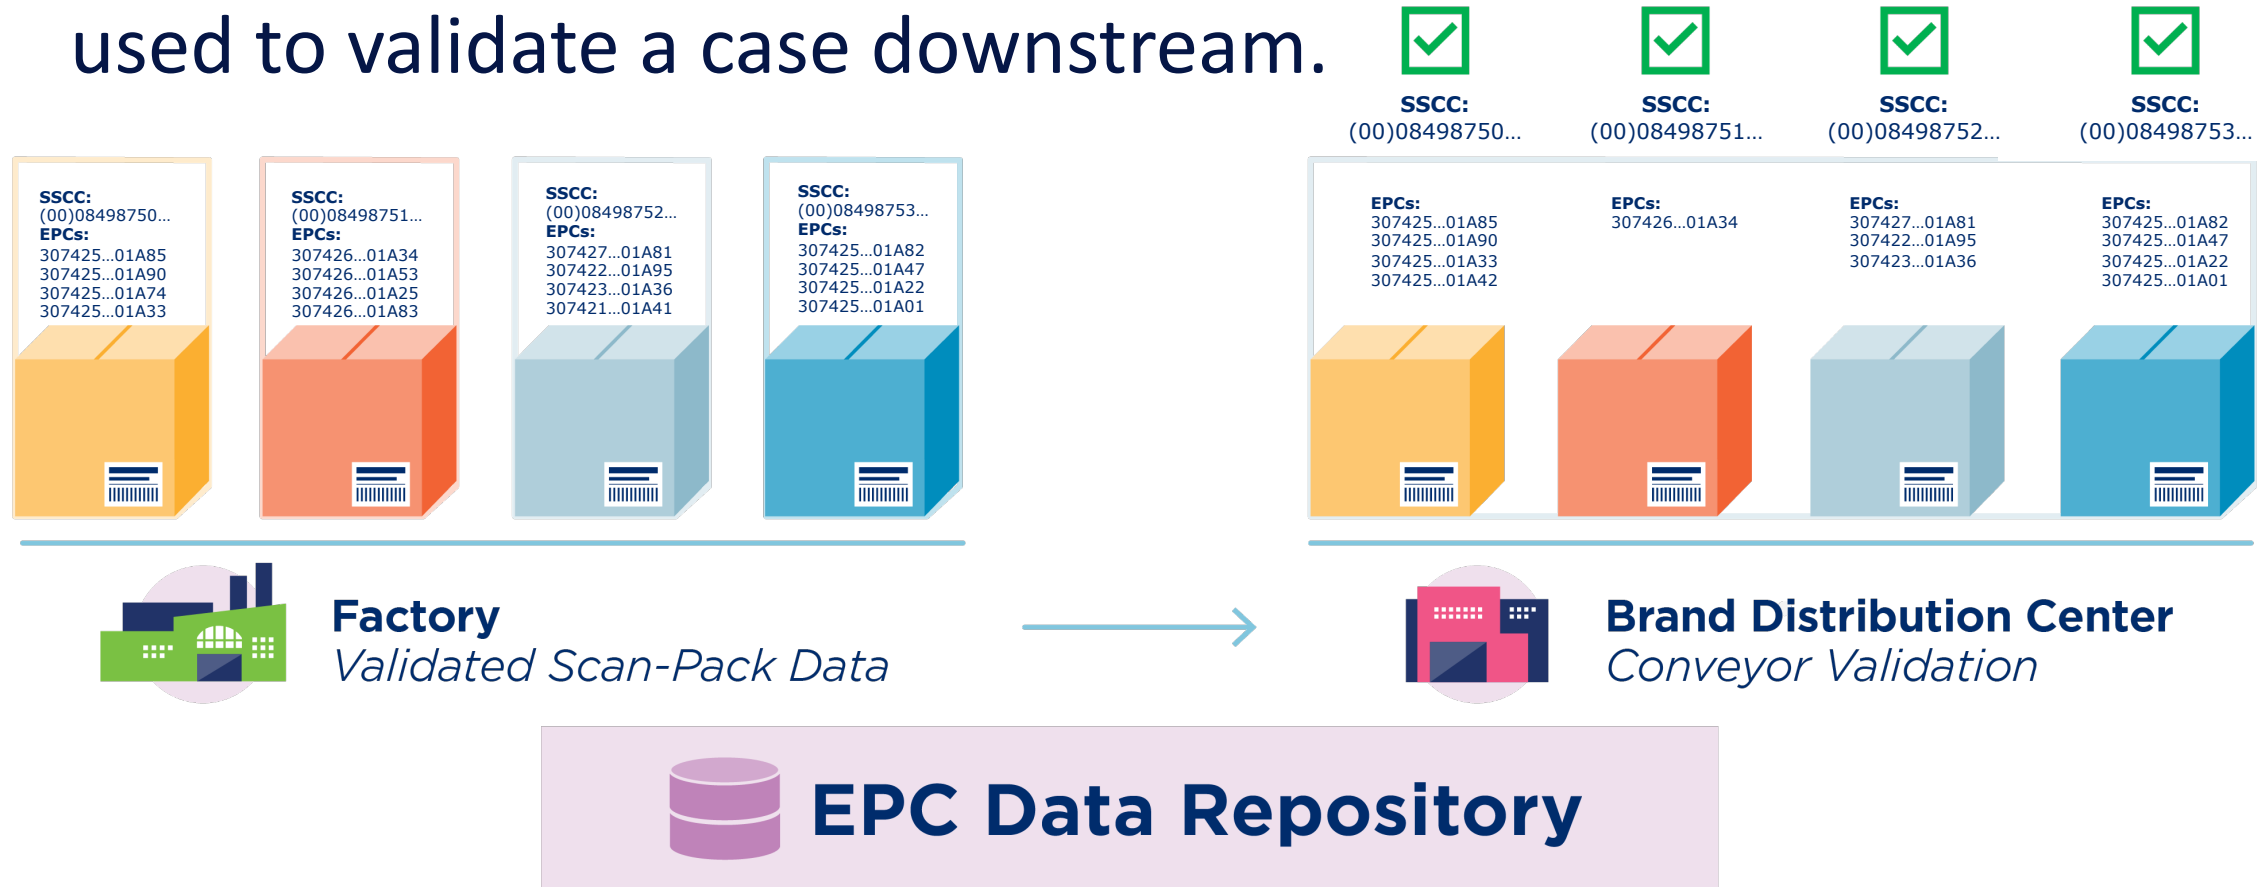 used to validate a case downstream.
SSCC:
(00)08498750...
EPCs:
307425...01A85
307425...01A90
307425...01A74
307425...01A33
SSCC:
(00)08498751...
EPCs:
307426...01A34
307426...01A53
307426...01A25
307426...01A83
SSCC:
(00)08498752...
EPCs:
307427...01A81
307422...01A95
307423...01A36
307421...01A41
SSCC:
(00)08498753...
EPCs:
307425...01A82
307425...01A47
307425...01A22
307425...01A01
Factory
Validated Scan-Pack Data
SSCC:
(00)08498750...
EPCs:
307425...01A85
307425...01A90
307425...01A33
307425...01A42
SSCC:
(00)08498751...
EPCs:
307426...01A34
SSCC:
(00)08498752...
EPCs:
307427...01A81
307422...01A95
307423...01A36
SSCC:
(00)08498753...
EPCs:
307425...01A82
307425...01A47
307425...01A22
307425...01A01
Brand Distribution Center
Conveyor Validation
EPC Data Repository